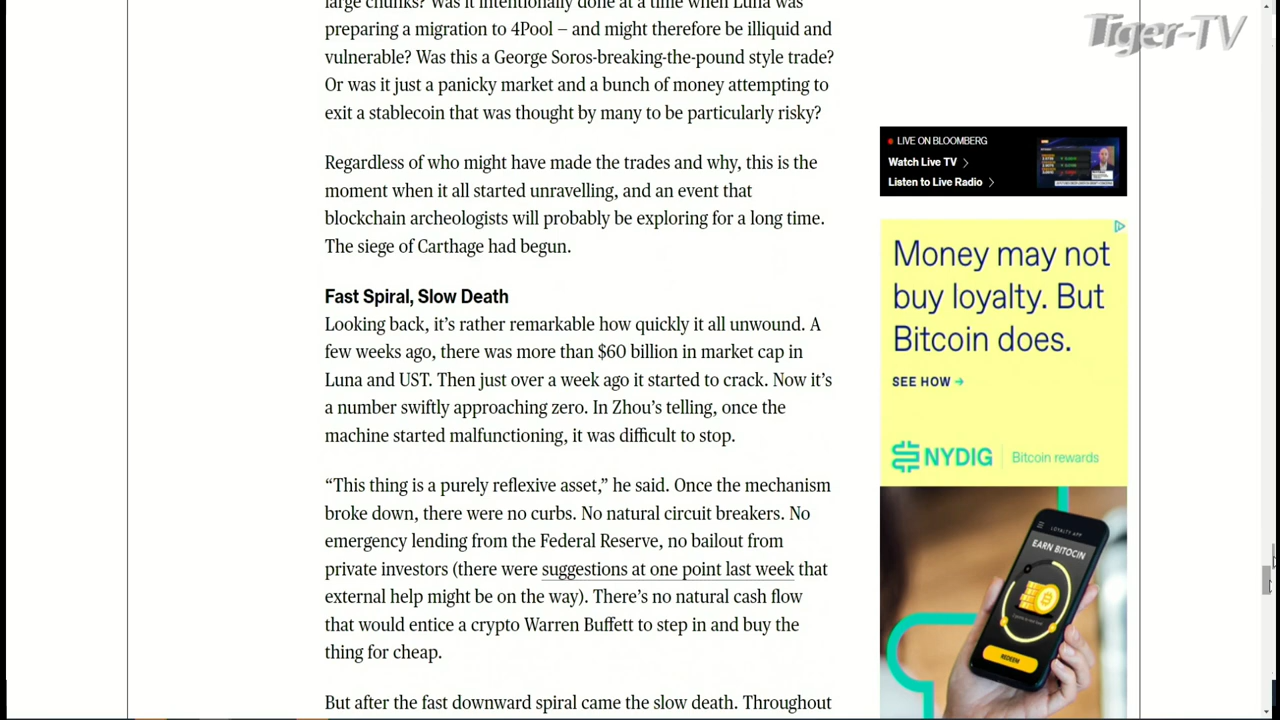 large chunks? Was it intentionally done at a time when Luna was
preparing a migration to 4Pool – and might therefore be illiquid and
vulnerable? Was this a George Soros-breaking-the-pound style trade?
Or was it just a panicky market and a bunch of money attempting to
exit a stablecoin that was thought by many to be particularly risky?
Regardless of who might have made the trades and why, this is the
moment when it all started unravelling, and an event that
blockchain archeologists will probably be exploring for a long time.
The siege of Carthage had begun.
Fast Spiral, Slow Death
Looking back, it’s rather remarkable how quickly it all unwound. A
few weeks ago, there was more than $60 billion in market cap in
Luna and UST. Then just over a week ago it started to crack. Now it’s
a number swiftly approaching zero. In Zhou’s telling, once the
machine started malfunctioning, it was difficult to stop.
“This thing is a purely reflexive asset,” he said. Once the mechanism
broke down, there were no curbs. No natural circuit breakers. No
emergency lending from the Federal Reserve, no bailout from
private investors (there were suggestions at one point last week that
external help might be on the way). There’s no natural cash flow
that would entice a crypto Warren Buffett to step in and buy the
thing for cheap.
But after the fast downward spiral came the slow death. Throughout
Tiger-TV
LIVE ON BLOOMBERG
Watch Live TV
Listen to Live Radio
Money may not
buy loyalty. But
Bitcoin does.
SEE HOW →
NYDIG | Bitcoin rewards
LOYALTY APP
EARN BITOCIN
REDEEM